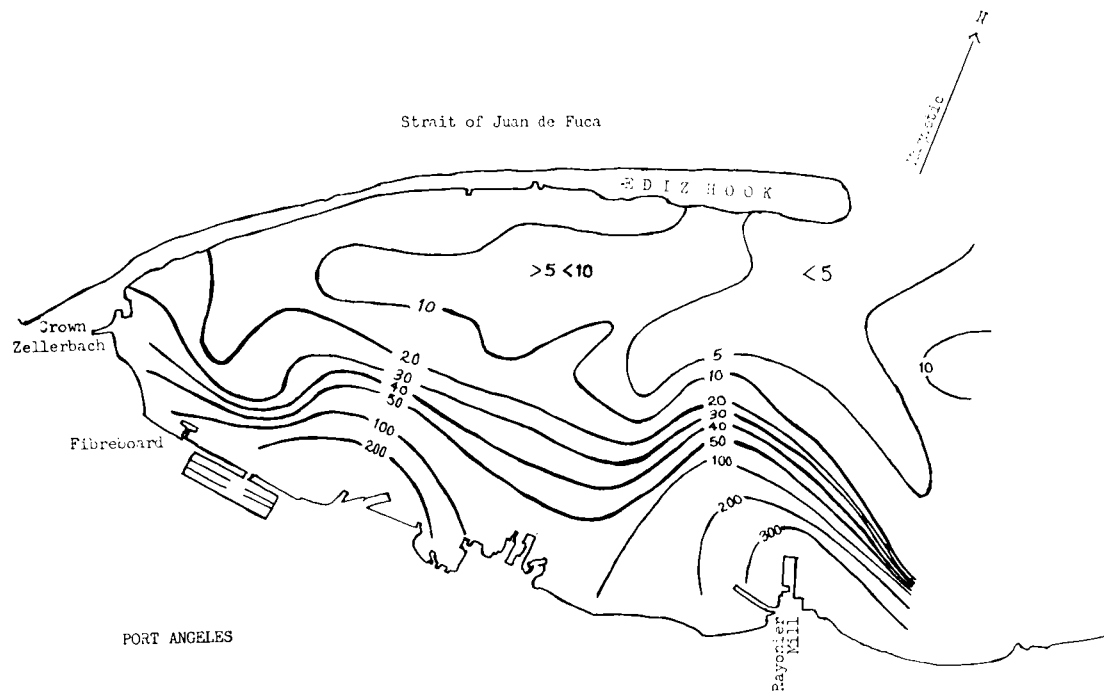 N
Magnetic
Strait of Juan de Fuca
EDIZ HOOK
>5 <10
<5
10
Crown
Zellerbach
20
30
40
50
100
200
5
10
20
30
40
50
100
200
300
10
Fibreboard
PORT ANGELES
Rayonier
Mill